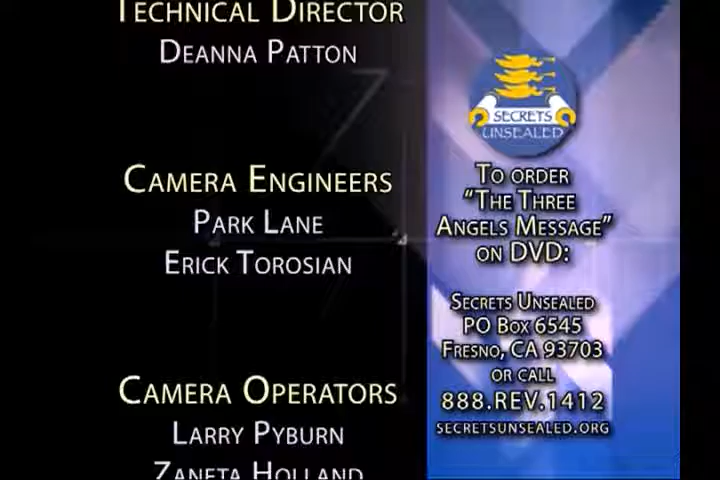 TECHNICAL DIRECTOR
DEANNA PATTON
CAMERA ENGINEERS
PARK LANE
ERICK TOROSIAN
CAMERA OPERATORS
LARRY PYBURN
ZANETA HOLLAND
SECRETS
UNSEALED
TO ORDER
“THE THREE
ANGELS MESSAGE”
ON DVD:
SECRETS UNSEALED
PO BOX 6545
FRESNO, CA 93703
OR CALL
888.REV.1412
SECRETSUNSEALED.ORG